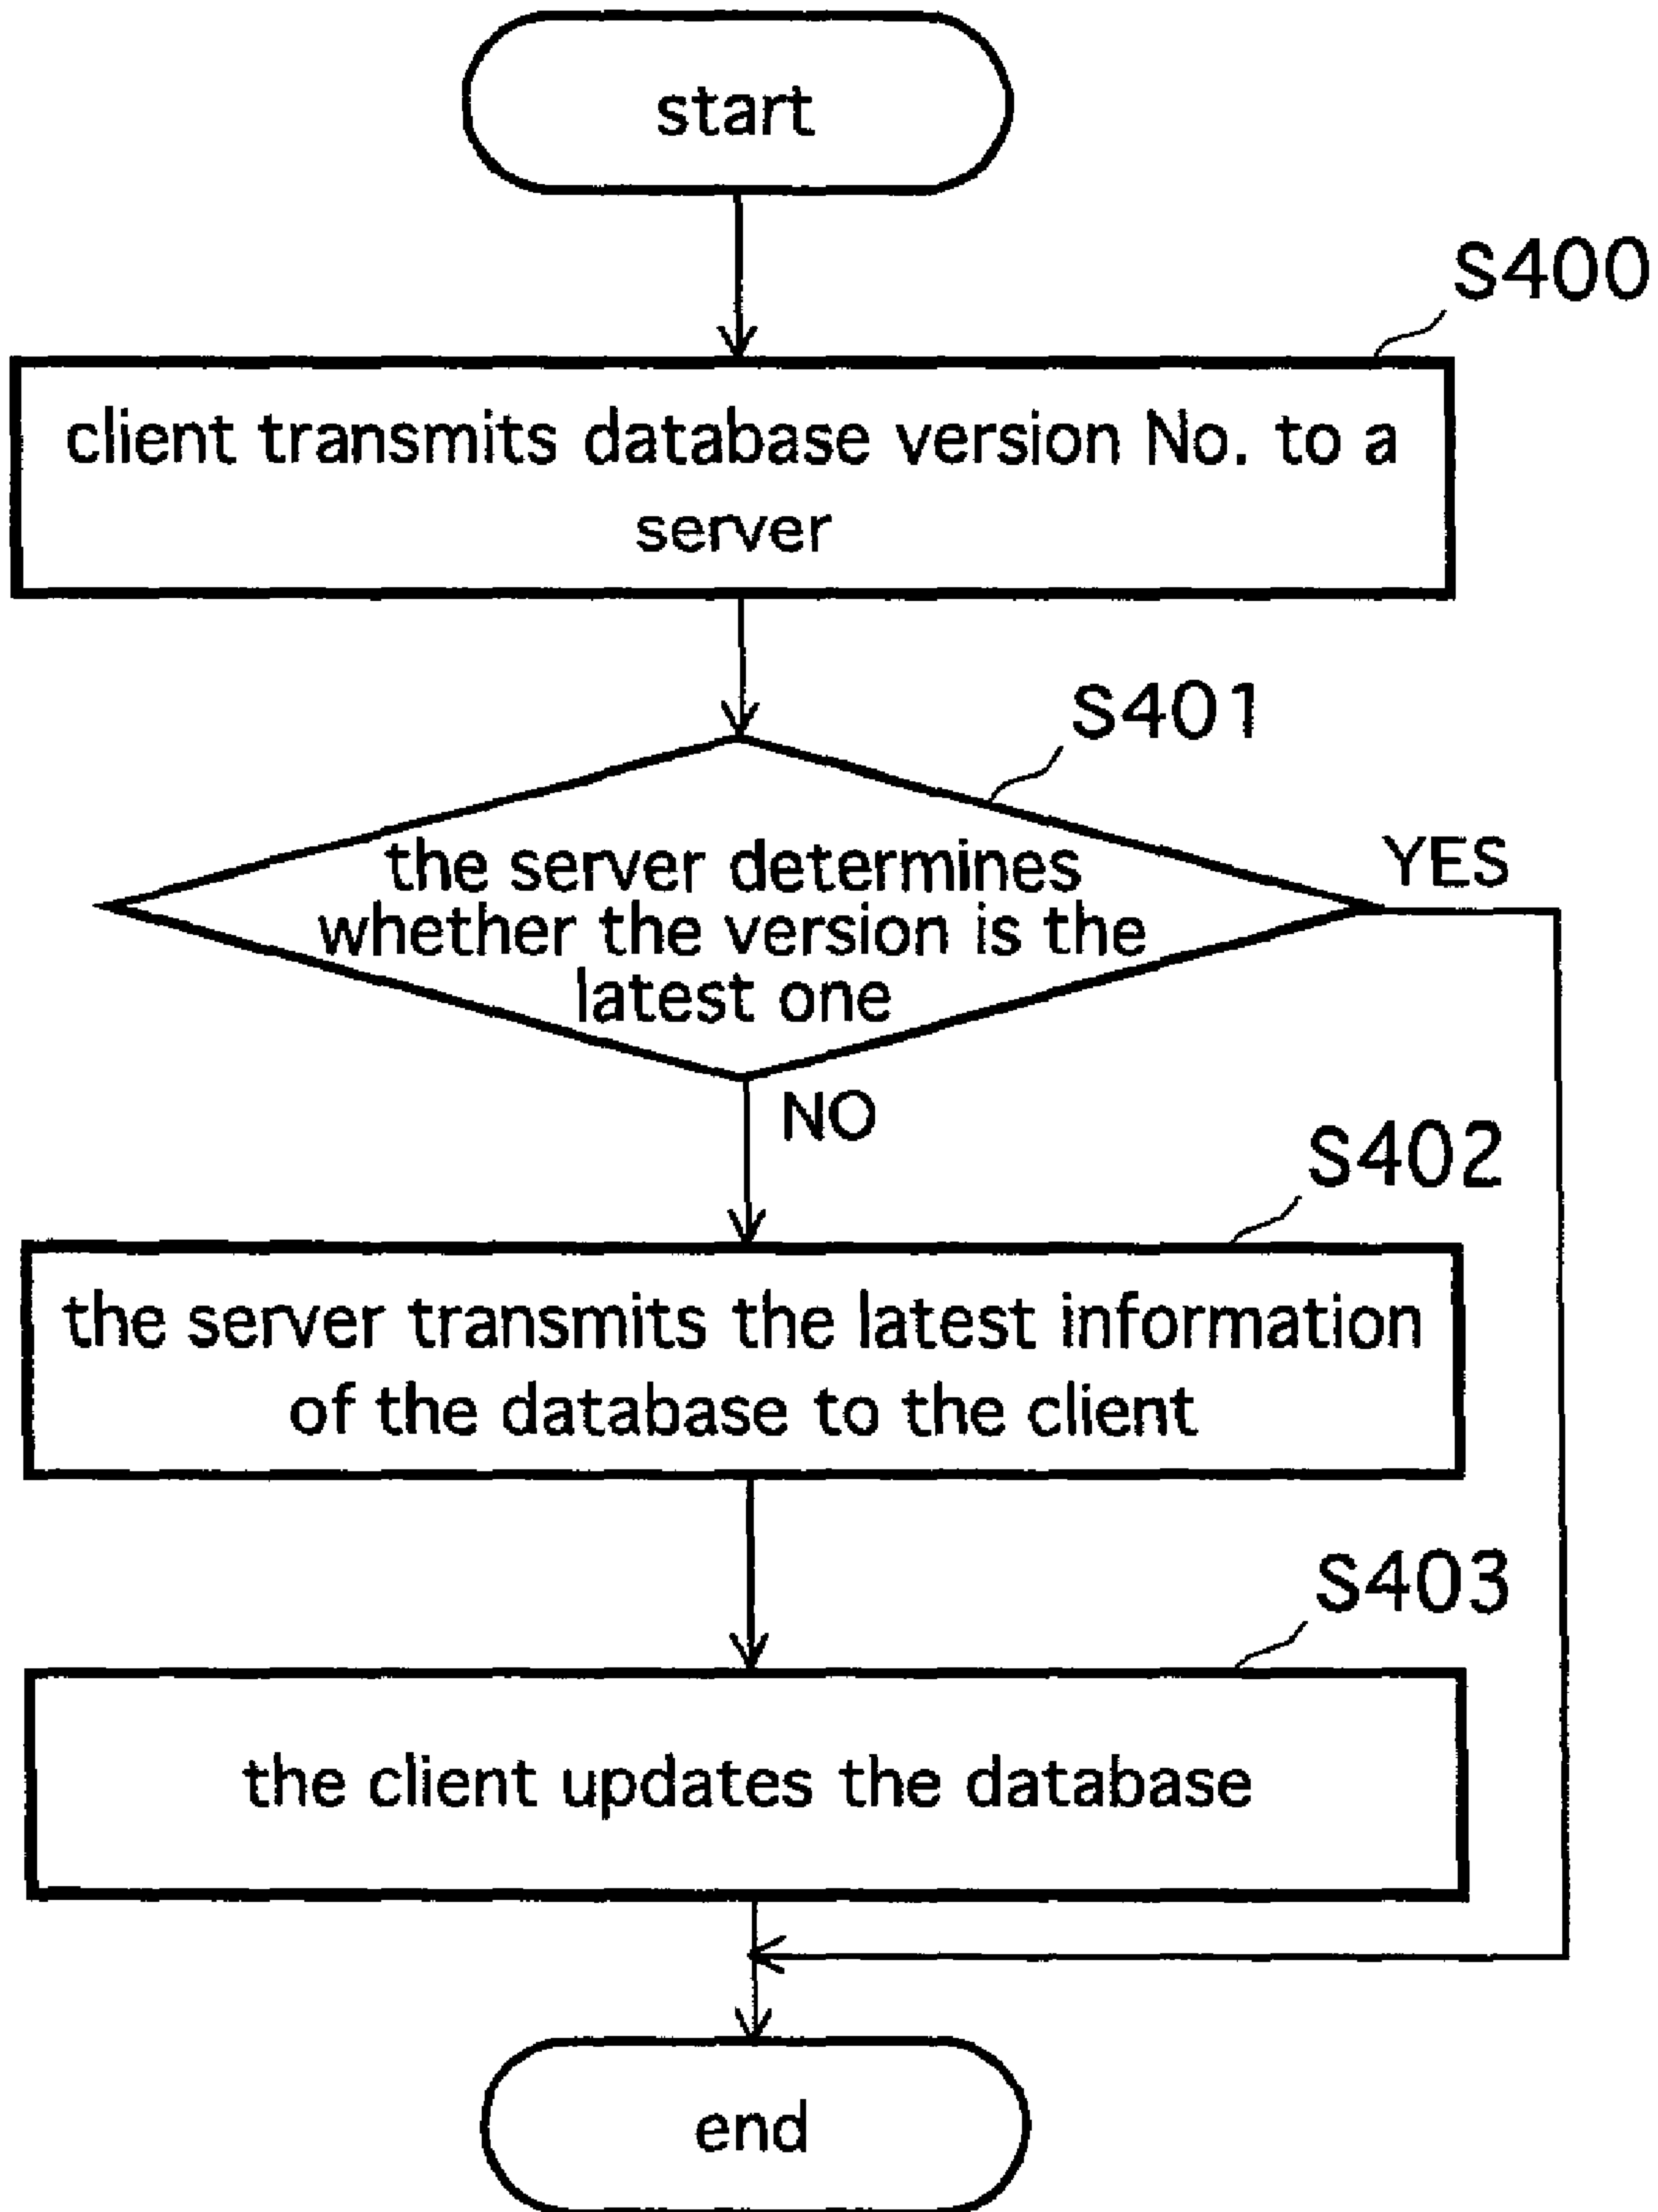 start
S400
client transmits database version No. to a
server
S401
the server determines
whether the version is the
latest one
YES
NO
S402
the server transmits the latest information
of the database to the client
S403
the client updates the database
end